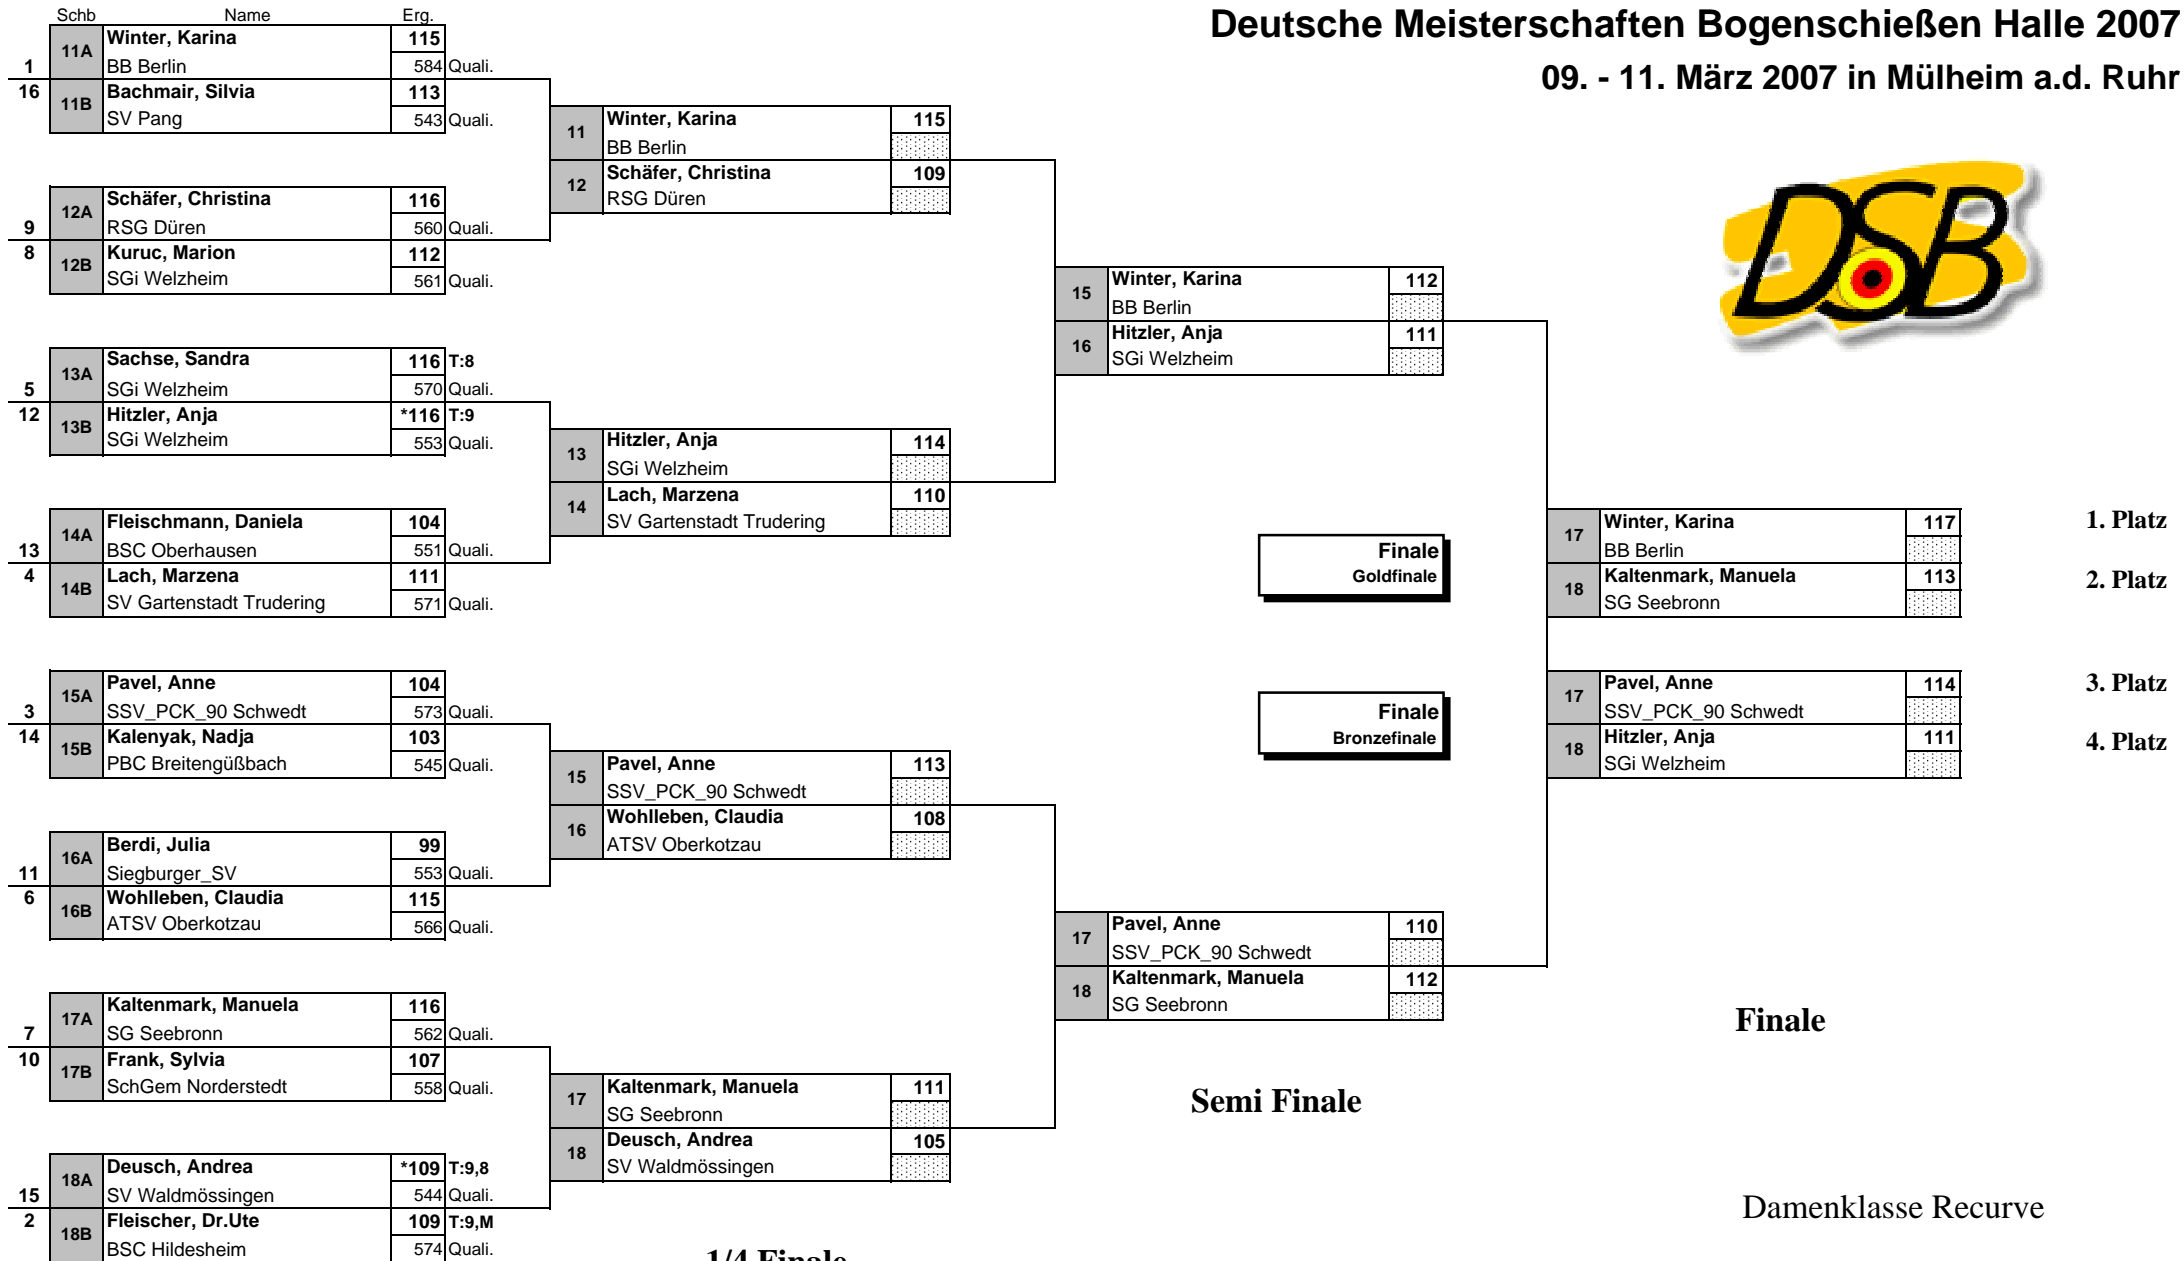 Deutsche Meisterschaften Bogenschießen Halle 2007
09. - 11. März 2007 in Mülheim a.d. Ruhr
DSB
Schb Name Erg.
11A Winter, Karina 115
1 BB Berlin 584 Quali.
16 11B Bachmair, Silvia 113
SV Pang 543 Quali.
12A Schäfer, Christina 116
9 RSG Düren 560 Quali.
8 12B Kuruc, Marion 112
SGi Welzheim 561 Quali.
13A Sachse, Sandra 116 T:8
5 SGi Welzheim 570 Quali.
12 13B Hitzler, Anja *116 T:9
SGi Welzheim 553 Quali.
14A Fleischmann, Daniela 104
13 BSC Oberhausen 551 Quali.
4 14B Lach, Marzena 111
SV Gartenstadt Trudering 571 Quali.
15A Pavel, Anne 104
3 SSV_PCK_90 Schwedt 573 Quali.
14 15B Kalenyak, Nadja 103
PBC Breitengüßbach 545 Quali.
16A Berdi, Julia 99
11 Siegburger_SV 553 Quali.
6 16B Wohlleben, Claudia 115
ATSV Oberkotzau 566 Quali.
17A Kaltenmark, Manuela 116
7 SG Seebronn 562 Quali.
10 17B Frank, Sylvia 107
SchGem Norderstedt 558 Quali.
18A Deusch, Andrea *109 T:9,8
15 SV Waldmössingen 544 Quali.
2 18B Fleischer, Dr.Ute 109 T:9,M
BSC Hildesheim 574 Quali.
11 Winter, Karina 115
BB Berlin
12 Schäfer, Christina 109
RSG Düren
13 Hitzler, Anja 114
SGi Welzheim
14 Lach, Marzena 110
SV Gartenstadt Trudering
15 Pavel, Anne 113
SSV_PCK_90 Schwedt
16 Wohlleben, Claudia 108
ATSV Oberkotzau
17 Kaltenmark, Manuela 111
SG Seebronn
18 Deusch, Andrea 105
SV Waldmössingen
1/4 Finale
15 Winter, Karina 112
BB Berlin
16 Hitzler, Anja 111
SGi Welzheim
17 Pavel, Anne 110
SSV_PCK_90 Schwedt
18 Kaltenmark, Manuela 112
SG Seebronn
Semi Finale
Finale
Goldfinale
17 Winter, Karina 117 1. Platz
BB Berlin
18 Kaltenmark, Manuela 113 2. Platz
SG Seebronn
Finale
Bronzefinale
17 Pavel, Anne 114 3. Platz
SSV_PCK_90 Schwedt
18 Hitzler, Anja 111 4. Platz
SGi Welzheim
Finale
Damenklasse Recurve